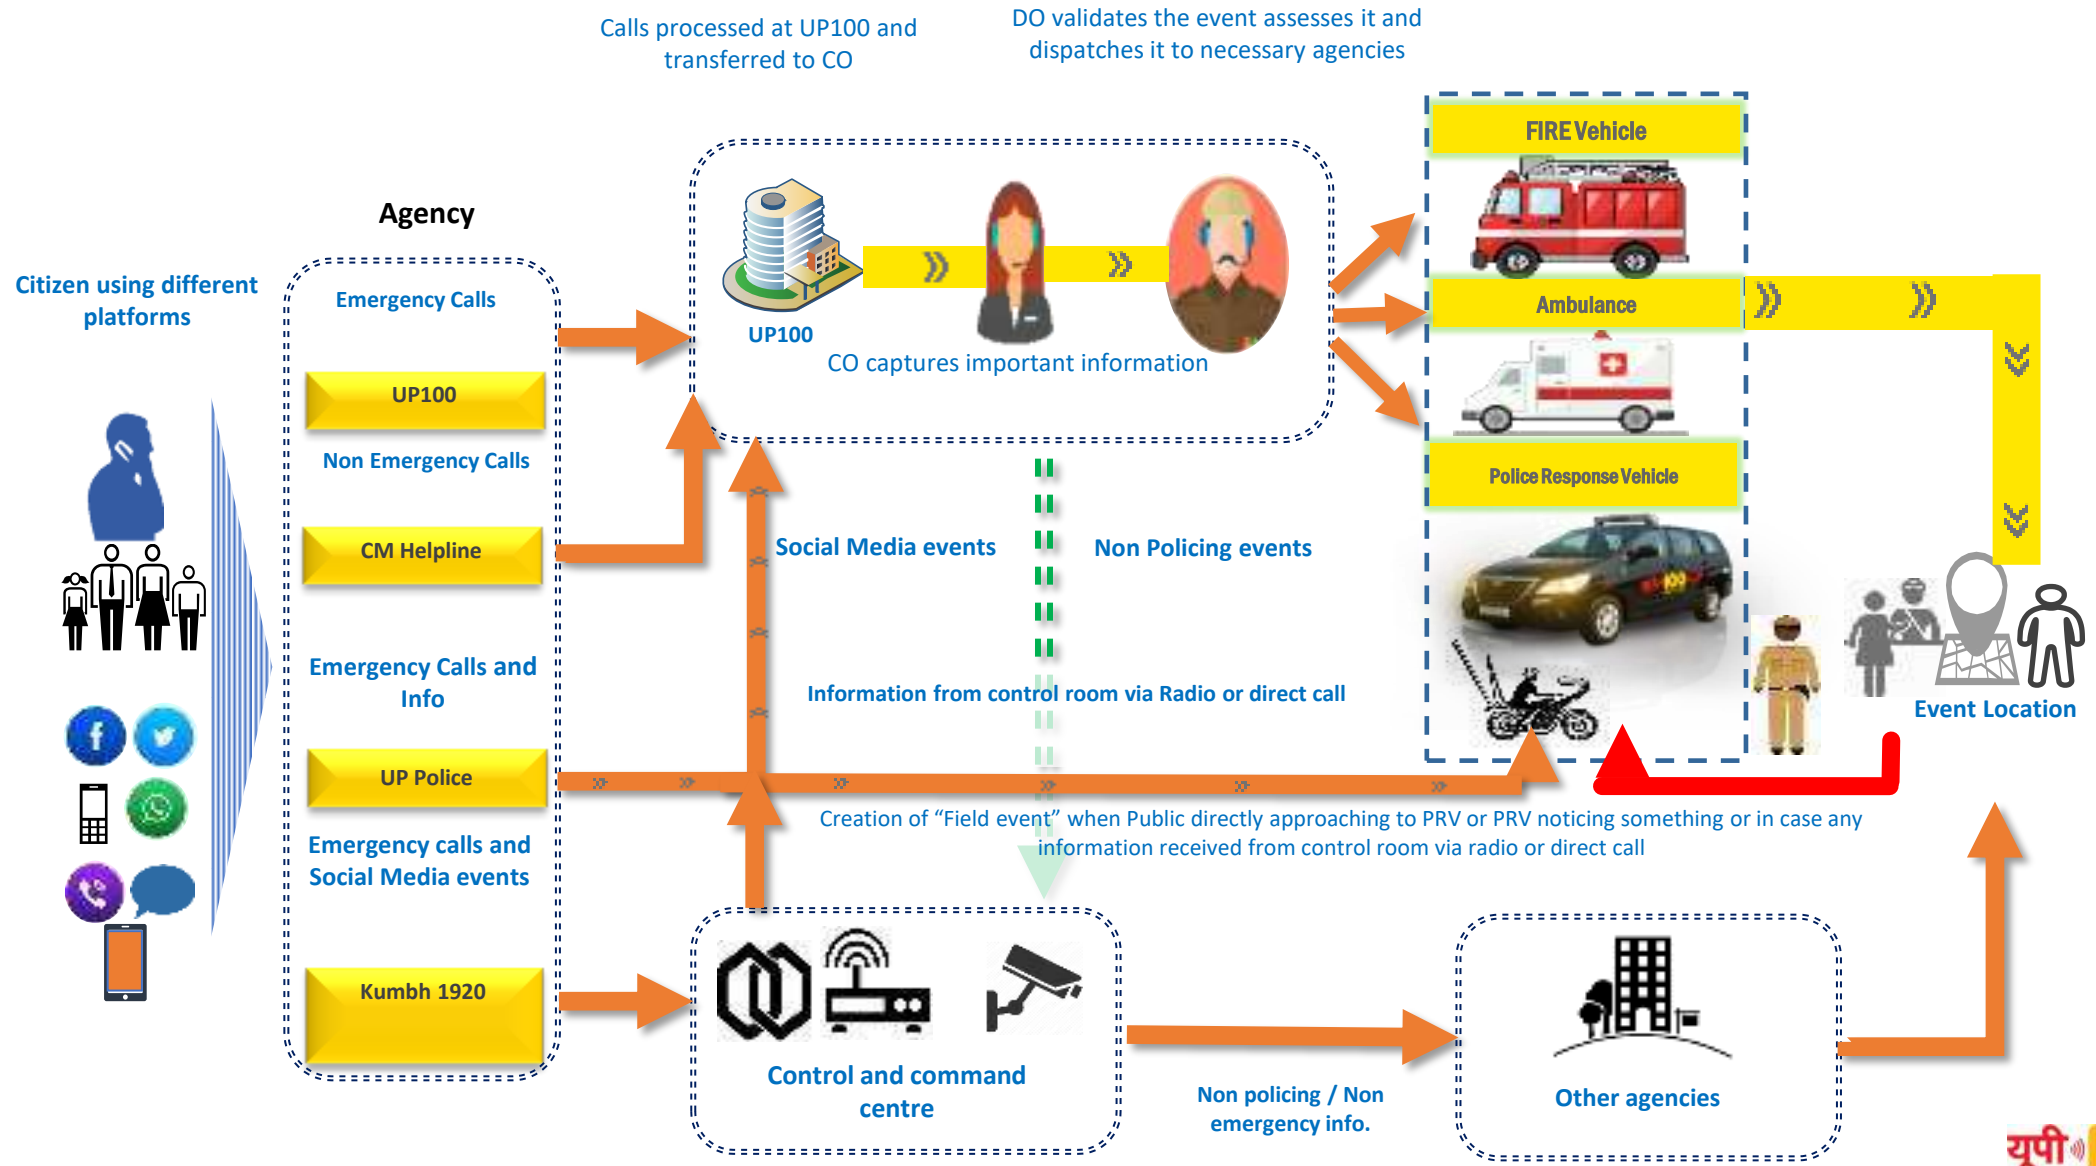 Calls processed at UP100 and
transferred to CO
DO validates the event assesses it and
dispatches it to necessary agencies
Agency
Citizen using different
platforms
Emergency Calls
UP100
Non Emergency Calls
CM Helpline
Emergency Calls and
Info
UP Police
Emergency calls and
Social Media events
Kumbh 1920
UP100
CO captures important information
FIRE Vehicle
Ambulance
Police Response Vehicle
100
Social Media events
Non Policing events
Information from control room via Radio or direct call
Event Location
Creation of “Field event” when Public directly approaching to PRV or PRV noticing something or in case any
information received from control room via radio or direct call
Control and command
centre
Non policing / Non
emergency info.
Other agencies
यूपी